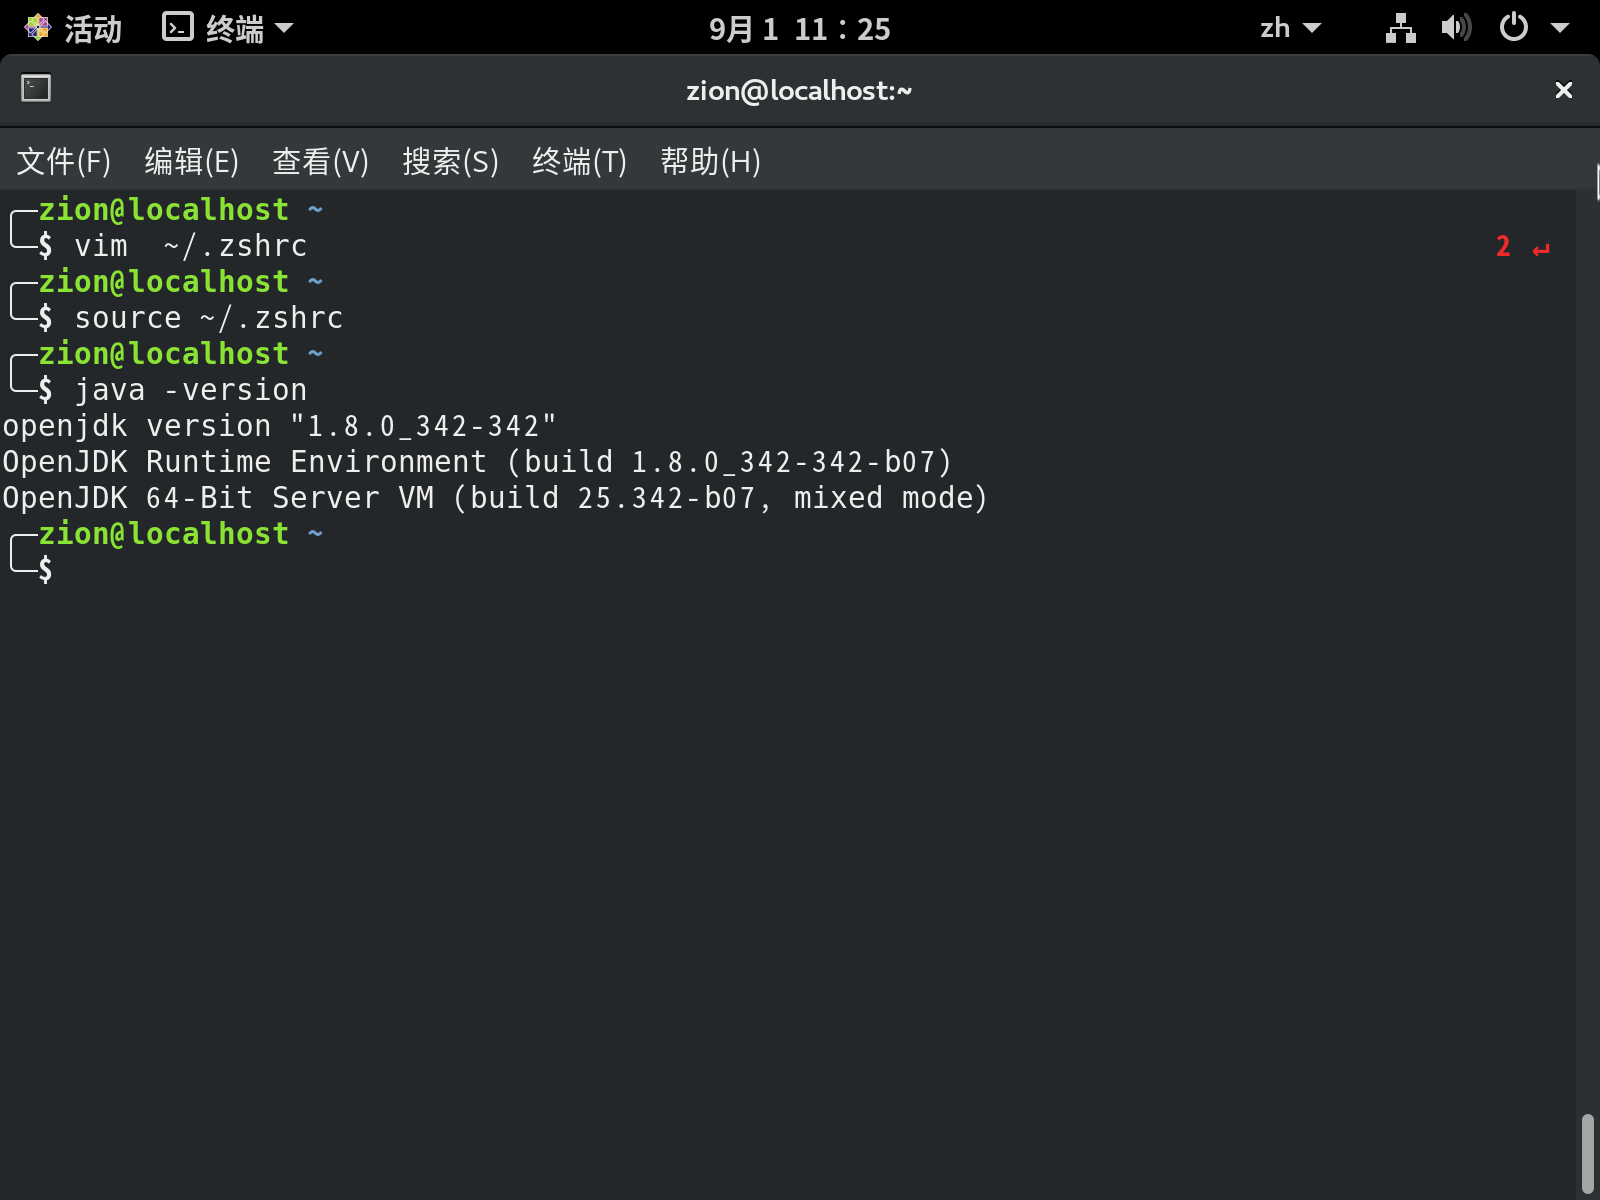 活动 终端 9月 1 11：25 zh
zion@localhost:~
文件(F) 编辑(E) 查看(V) 搜索(S) 终端(T) 帮助(H)
╭─zion@localhost ~
╰─$ vim  ~/.zshrc 2 ↵
╭─zion@localhost ~
╰─$ source ~/.zshrc
╭─zion@localhost ~
╰─$ java -version
openjdk version "1.8.0_342-342"
OpenJDK Runtime Environment (build 1.8.0_342-342-b07)
OpenJDK 64-Bit Server VM (build 25.342-b07, mixed mode)
╭─zion@localhost ~
╰─$